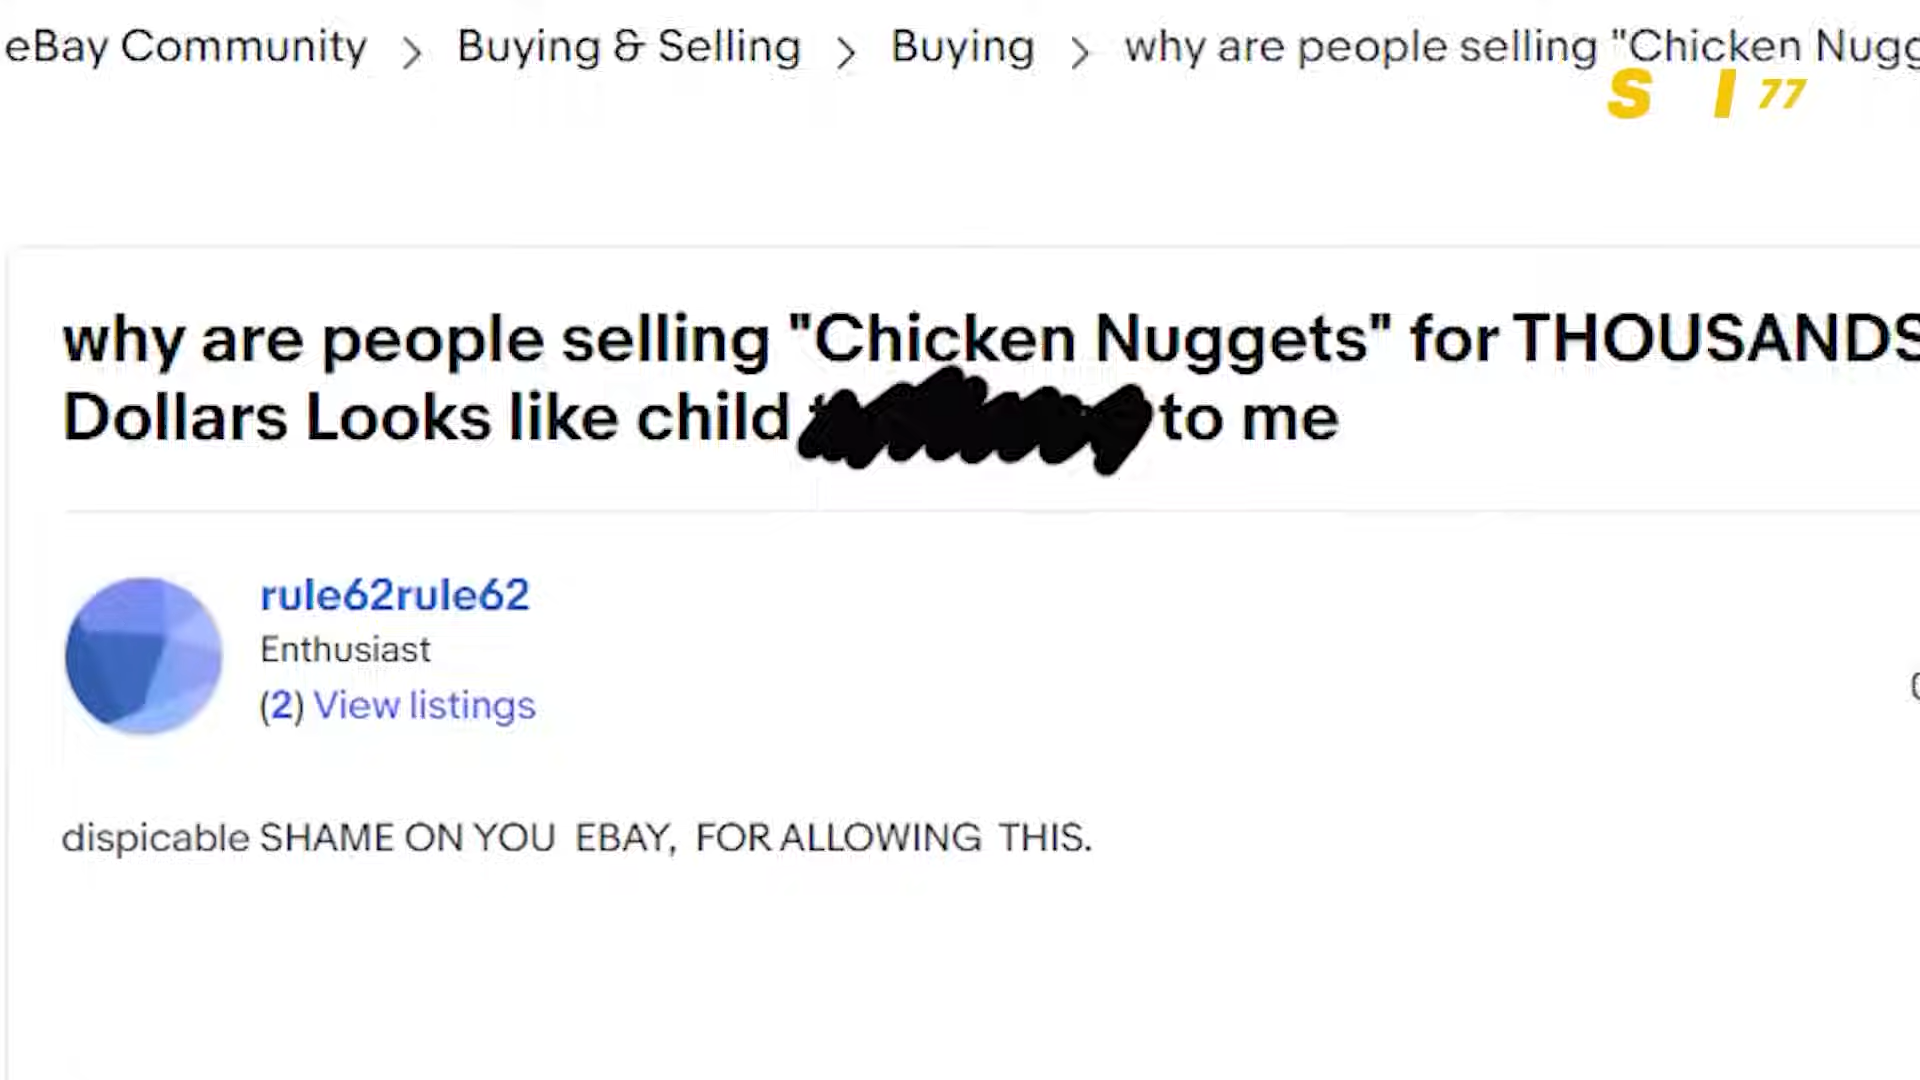 eBay Community > Buying & Selling > Buying > why are people selling "Chicken Nugg
S I 77
why are people selling "Chicken Nuggets" for THOUSANDS
Dollars Looks like child to me
rule62rule62
Enthusiast
(2) View listings
dispicable SHAME ON YOU EBAY, FOR ALLOWING THIS.